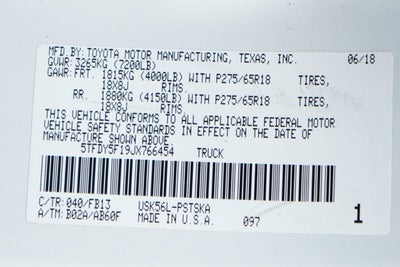 MFD.BY:TOYOTA MOTOR MANUFACTURING, TEXAS, INC. 06/18
GVWR:3265KG (7200LB)
GAWR:FRT. 1815KG (4000LB) WITH P275/65R18 TIRES,
18X8J RIMS.
RR. 1880KG (4150LB) WITH P275/65R18 TIRES,
18X8J RIMS.
THIS VEHICLE CONFORMS TO ALL APPLICABLE FEDERAL MOTOR
VEHICLE SAFETY STANDARDS IN EFFECT ON THE DATE OF
MANUFACTURE SHOWN ABOVE
5TFDY5F19JX766454 TRUCK
C/TR:040/FB13 USK56L-PSTSKA
A/TM:B02A/AB60F MADE IN U.S.A. 097 1